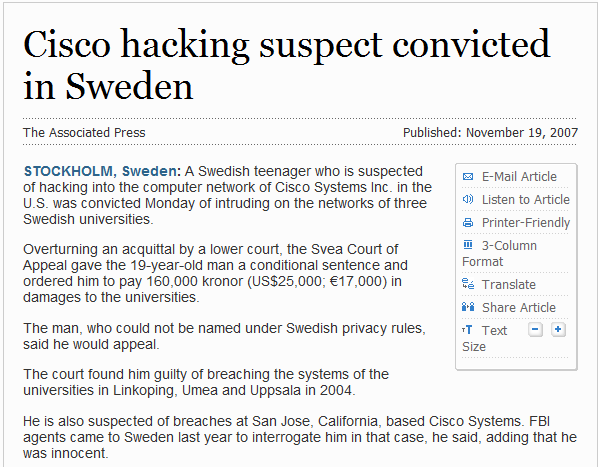 Cisco hacking suspect convicted
in Sweden
The Associated Press
Published: November 19, 2007
STOCKHOLM, Sweden: A Swedish teenager who is suspected
of hacking into the computer network of Cisco Systems Inc. in the
U.S. was convicted Monday of intruding on the networks of three
Swedish universities.
Overturning an acquittal by a lower court, the Svea Court of
Appeal gave the 19-year-old man a conditional sentence and
ordered him to pay 160,000 kronor (US$25,000; €17,000) in
damages to the universities.
The man, who could not be named under Swedish privacy rules,
said he would appeal.
The court found him guilty of breaching the systems of the
universities in Linkoping, Umea and Uppsala in 2004.
He is also suspected of breaches at San Jose, California, based Cisco Systems. FBI
agents came to Sweden last year to interrogate him in that case, he said, adding that he
was innocent.
E-Mail Article
Listen to Article
Printer-Friendly
3-Column
Format
Translate
Share Article
тT Text - +
Size